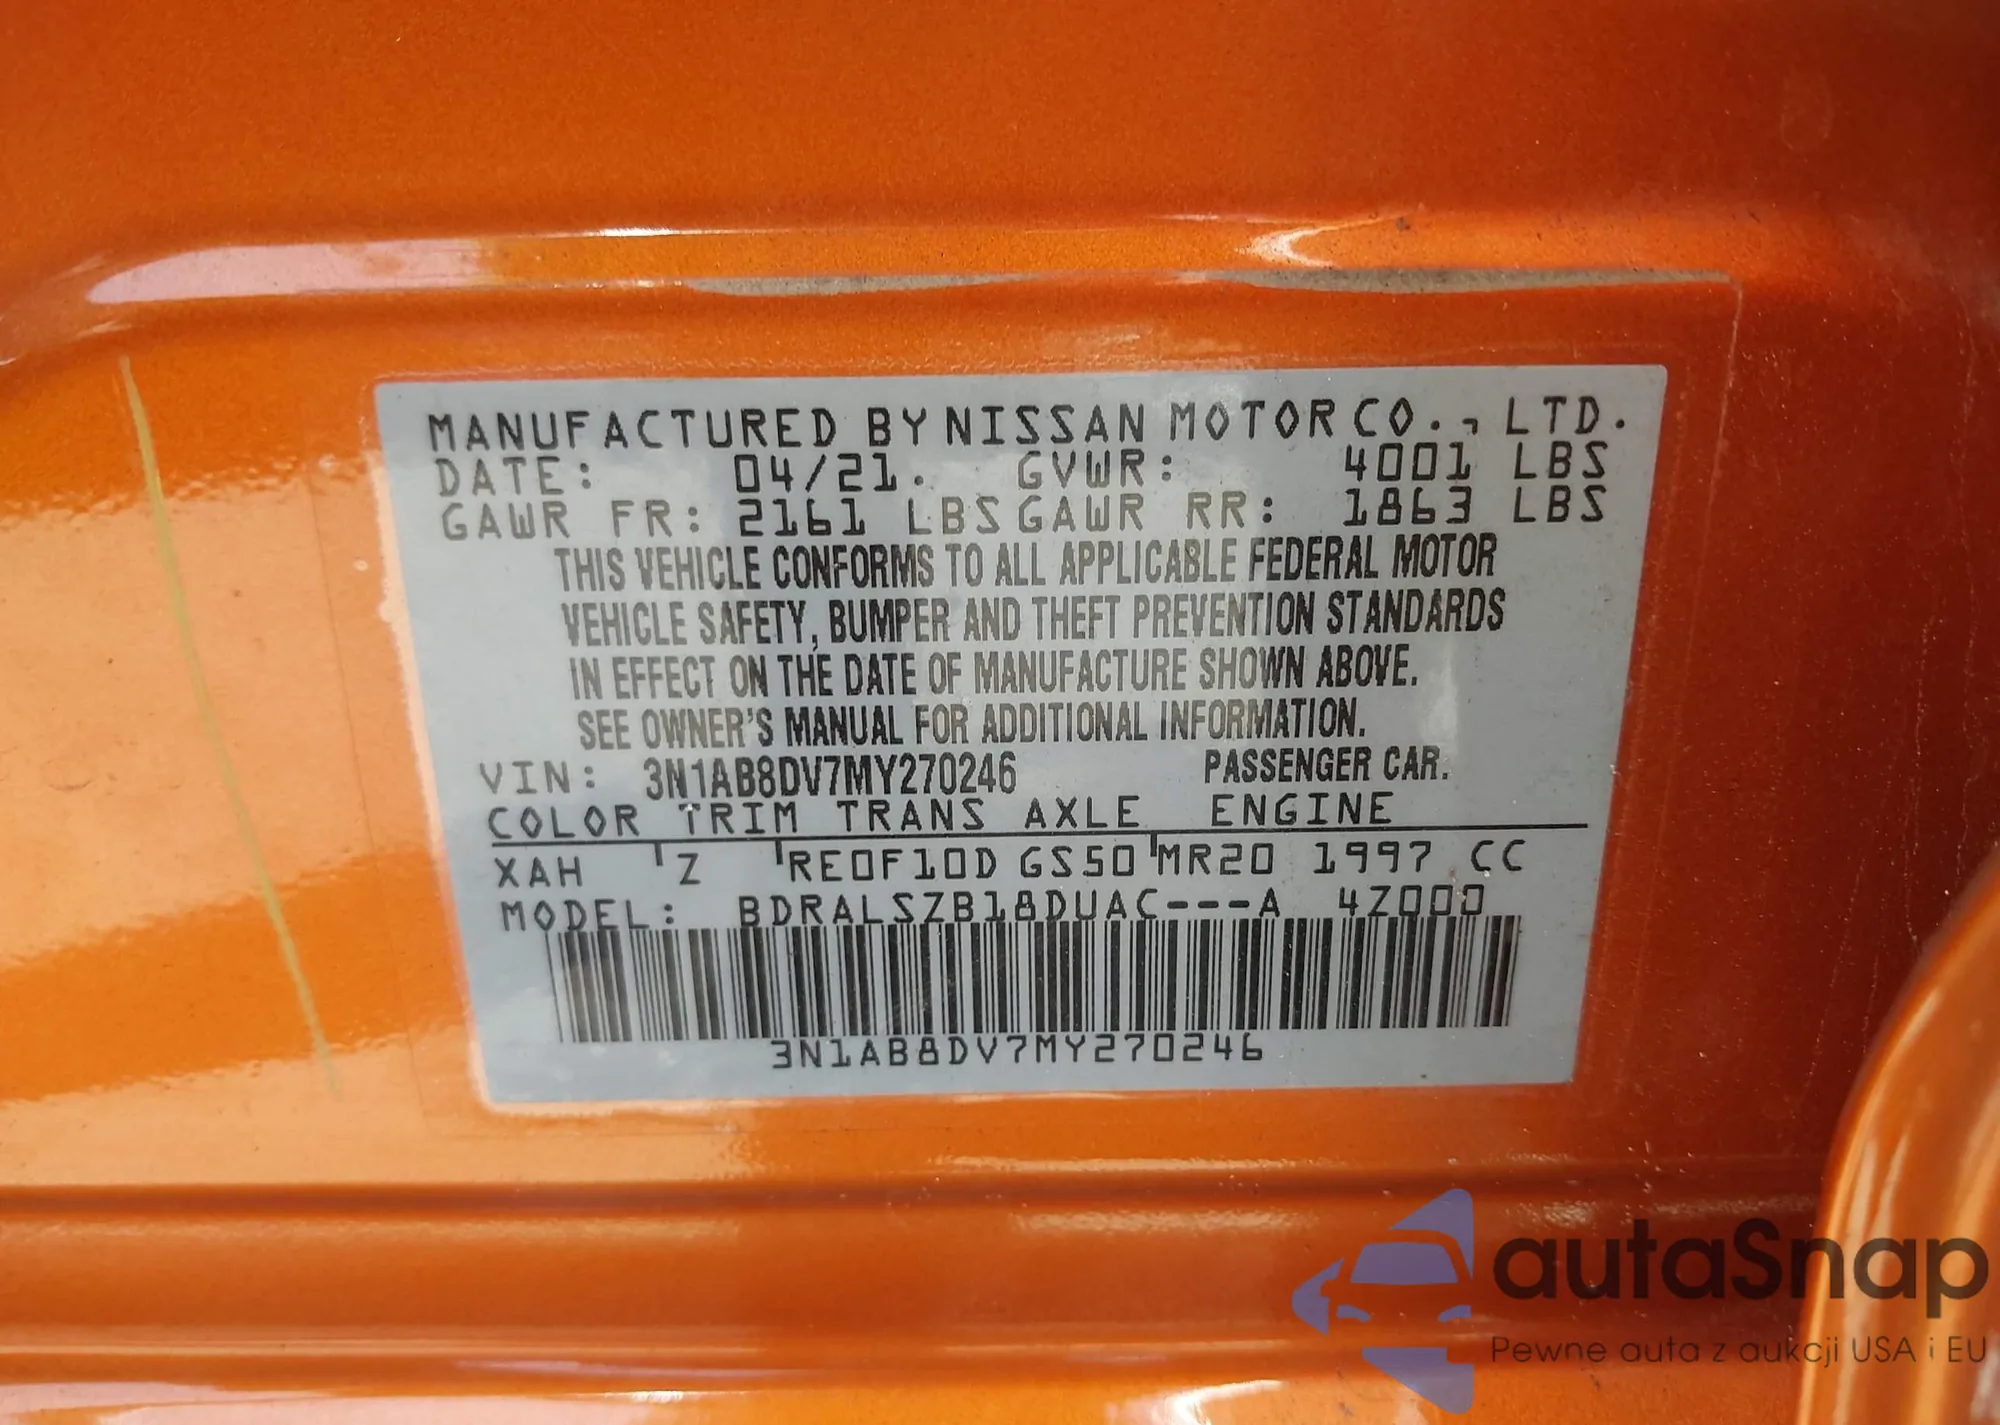 MANUFACTURED BY NISSAN MOTOR CO., LTD.
DATE: 04/21. GVWR: 4001 LBS
GAWR FR: 2161 LBS GAWR RR: 1863 LBS
THIS VEHICLE CONFORMS TO ALL APPLICABLE FEDERAL MOTOR
VEHICLE SAFETY, BUMPER AND THEFT PREVENTION STANDARDS
IN EFFECT ON THE DATE OF MANUFACTURE SHOWN ABOVE.
SEE OWNER'S MANUAL FOR ADDITIONAL INFORMATION.
VIN: 3N1AB8DV7MY270246 PASSENGER CAR.
COLOR TRIM TRANS AXLE ENGINE
XAH Z RE0F10D GS50 MR20 1997 CC
MODEL: BDRALSZB18DUAC---A 4Z000
3N1AB8DV7MY270246
autaSnap
Pewne auta z aukcji USA i EU